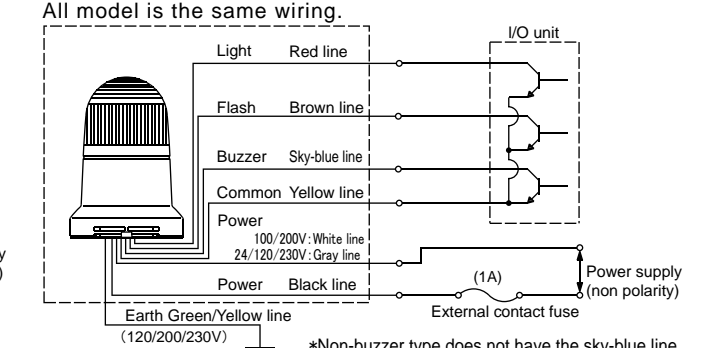 All model is the same wiring.
I/O unit
Light Red line
Flash Brown line
Buzzer Sky-blue line
Common Yellow line
Power
100/200V:White line
24/120/230V:Gray line
Power Black line
(1A)
Power supply
(non polarity)
External contact fuse
Earth Green/Yellow line
(120/200/230V)
*Non-buzzer type does not have the sky-blue line